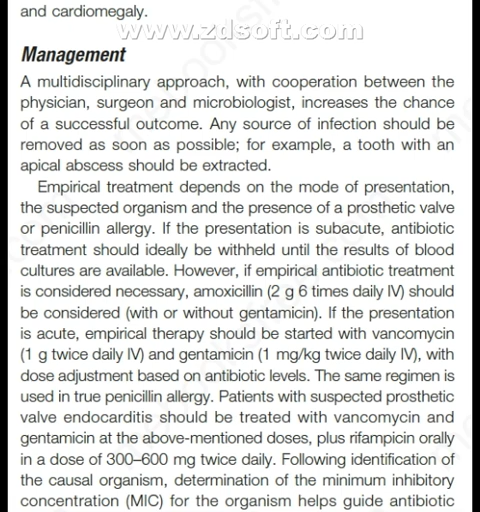 and cardiomegaly.
www.zdsoft.com
Management
A multidisciplinary approach, with cooperation between the
physician, surgeon and microbiologist, increases the chance
of a successful outcome. Any source of infection should be
removed as soon as possible; for example, a tooth with an
apical abscess should be extracted.
Empirical treatment depends on the mode of presentation,
the suspected organism and the presence of a prosthetic valve
or penicillin allergy. If the presentation is subacute, antibiotic
treatment should ideally be withheld until the results of blood
cultures are available. However, if empirical antibiotic treatment
is considered necessary, amoxicillin (2 g 6 times daily IV) should
be considered (with or without gentamicin). If the presentation
is acute, empirical therapy should be started with vancomycin
(1 g twice daily IV) and gentamicin (1 mg/kg twice daily IV), with
dose adjustment based on antibiotic levels. The same regimen is
used in true penicillin allergy. Patients with suspected prosthetic
valve endocarditis should be treated with vancomycin and
gentamicin at the above-mentioned doses, plus rifampicin orally
in a dose of 300–600 mg twice daily. Following identification of
the causal organism, determination of the minimum inhibitory
concentration (MIC) for the organism helps guide antibiotic